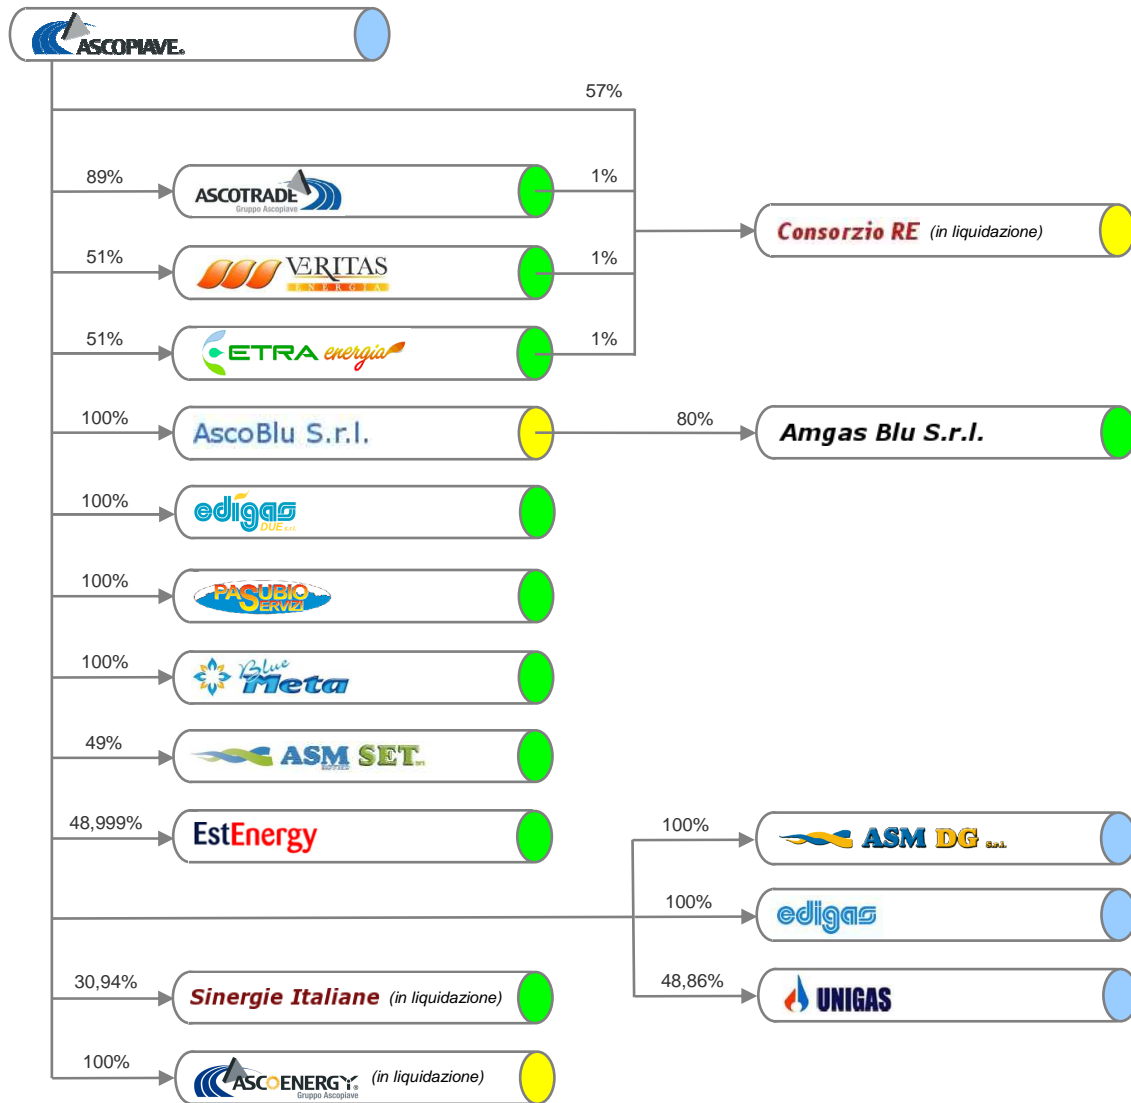 ASCOPIAVE
57%
89%
ASCOTRADE
Gruppo Ascopiave
1%
Consorzio RE (in liquidazione)
51%
VERITAS
ENERGIA
1%
51%
ETRA energia
1%
100%
AscoBlu S.r.l.
80%
Amgas Blu S.r.l.
100%
edigas
DUE s.r.l.
100%
PASUBIO
SERVIZI
100%
Blue
Meta
49%
ASM SET
48,999%
EstEnergy
100%
ASM DG S.r.l.
100%
edigas
30,94%
Sinergie Italiane (in liquidazione)
48,86%
UNIGAS
100%
ASCOENERGY (in liquidazione)
Gruppo Ascopiave